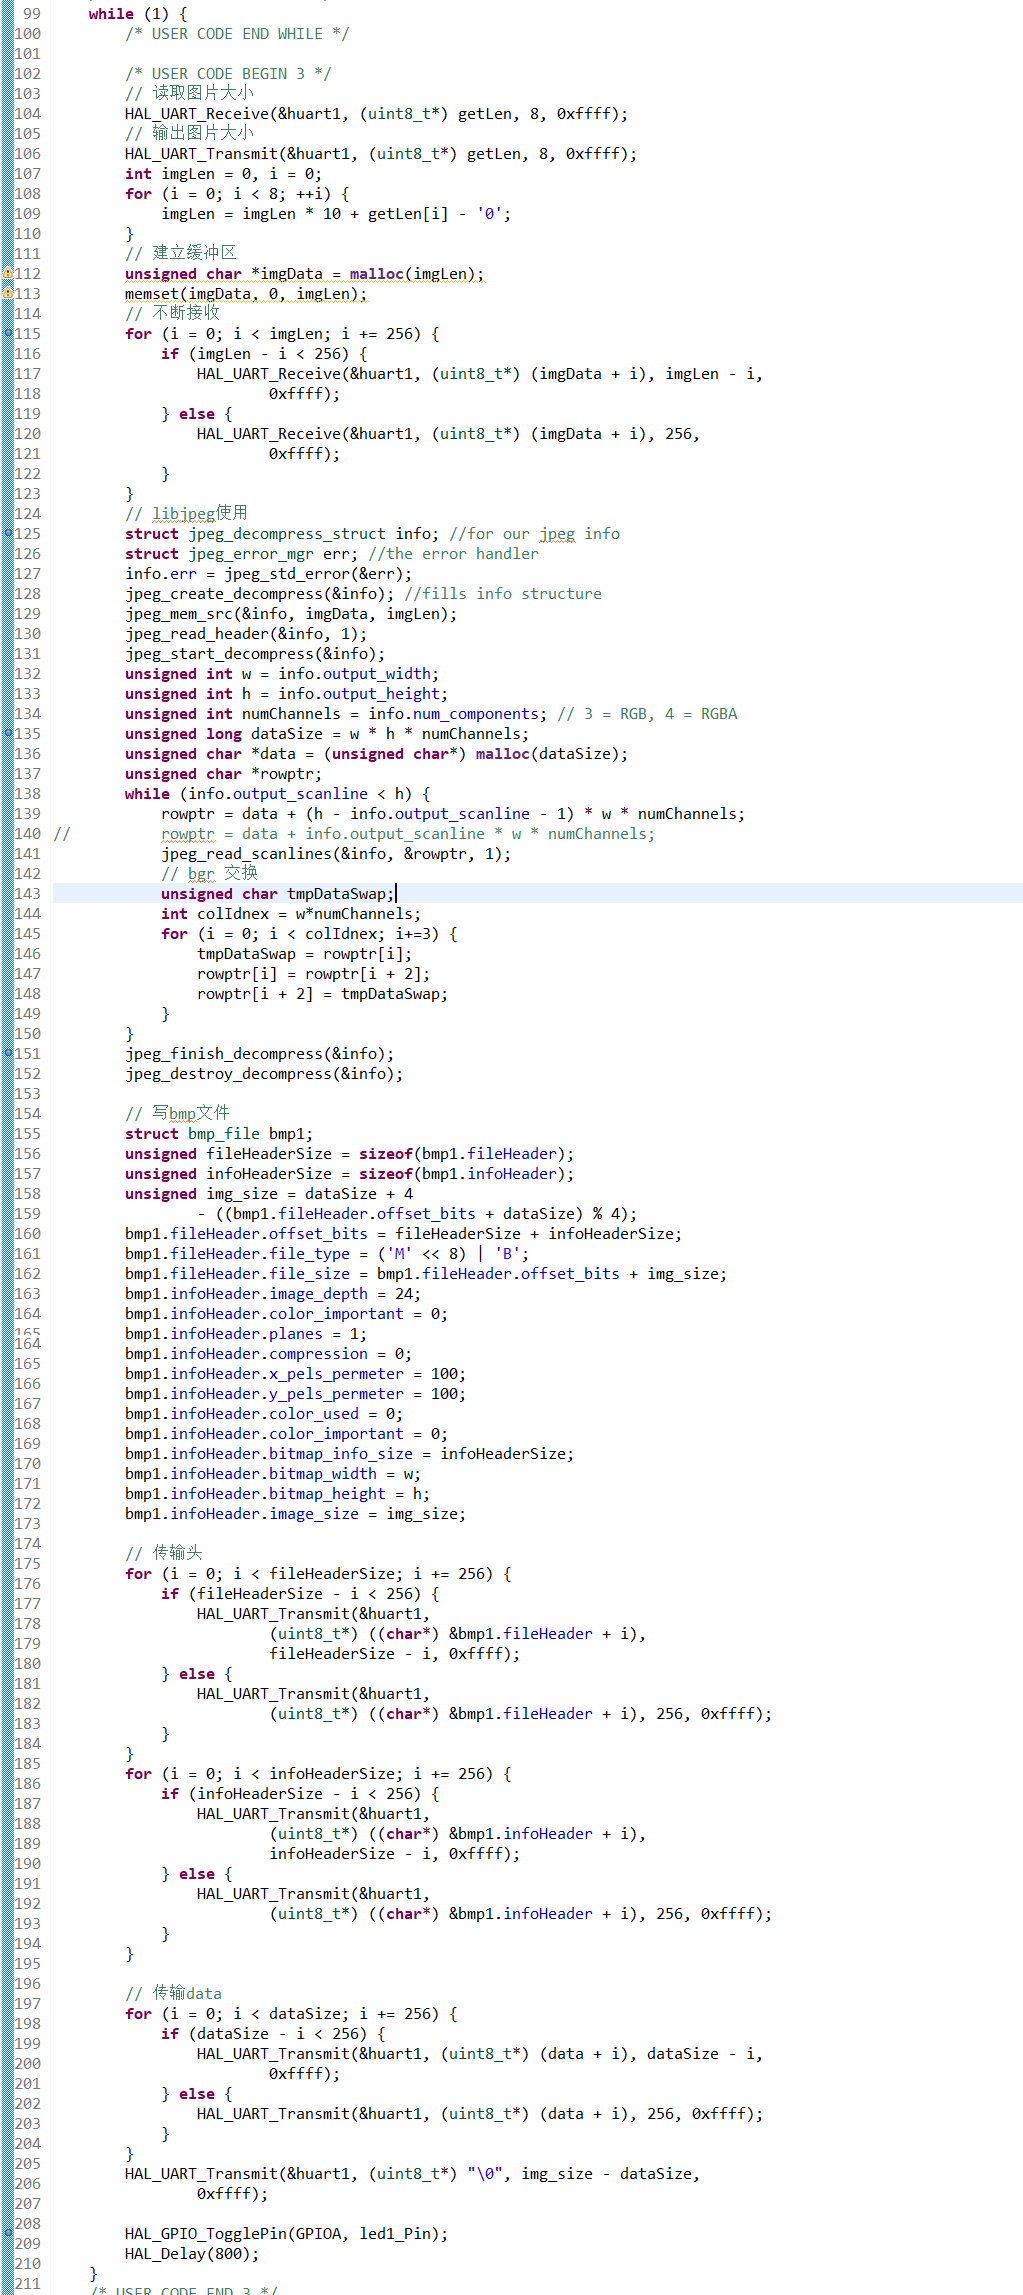 99 while (1) {
100 /* USER CODE END WHILE */
101
102 /* USER CODE BEGIN 3 */
103 // 读取图片大小
104 HAL_UART_Receive(&huart1, (uint8_t*) getLen, 8, 0xffff);
105 // 输出图片大小
106 HAL_UART_Transmit(&huart1, (uint8_t*) getLen, 8, 0xffff);
107 int imgLen = 0, i = 0;
108 for (i = 0; i < 8; ++i) {
109 imgLen = imgLen * 10 + getLen[i] - '0';
110 }
111 // 建立缓冲区
112 unsigned char *imgData = malloc(imgLen);
113 memset(imgData, 0, imgLen);
114 // 不断接收
115 for (i = 0; i < imgLen; i += 256) {
116 if (imgLen - i < 256) {
117 HAL_UART_Receive(&huart1, (uint8_t*) (imgData + i), imgLen - i,
118 0xffff);
119 } else {
120 HAL_UART_Receive(&huart1, (uint8_t*) (imgData + i), 256,
121 0xffff);
122 }
123 }
124 // libjpeg使用
125 struct jpeg_decompress_struct info; //for our jpeg info
126 struct jpeg_error_mgr err; //the error handler
127 info.err = jpeg_std_error(&err);
128 jpeg_create_decompress(&info); //fills info structure
129 jpeg_mem_src(&info, imgData, imgLen);
130 jpeg_read_header(&info, 1);
131 jpeg_start_decompress(&info);
132 unsigned int w = info.output_width;
133 unsigned int h = info.output_height;
134 unsigned int numChannels = info.num_components; // 3 = RGB, 4 = RGBA
135 unsigned long dataSize = w * h * numChannels;
136 unsigned char *data = (unsigned char*) malloc(dataSize);
137 unsigned char *rowptr;
138 while (info.output_scanline < h) {
139 rowptr = data + (h - info.output_scanline - 1) * w * numChannels;
140 // rowptr = data + info.output_scanline * w * numChannels;
141 jpeg_read_scanlines(&info, &rowptr, 1);
142 // bgr 交换
143 unsigned char tmpDataSwap;
144 int colIdnex = w*numChannels;
145 for (i = 0; i < colIdnex; i+=3) {
146 tmpDataSwap = rowptr[i];
147 rowptr[i] = rowptr[i + 2];
148 rowptr[i + 2] = tmpDataSwap;
149 }
150 }
151 jpeg_finish_decompress(&info);
152 jpeg_destroy_decompress(&info);
153
154 // 写bmp文件
155 struct bmp_file bmp1;
156 unsigned fileHeaderSize = sizeof(bmp1.fileHeader);
157 unsigned infoHeaderSize = sizeof(bmp1.infoHeader);
158 unsigned img_size = dataSize + 4
159 - ((bmp1.fileHeader.offset_bits + dataSize) % 4);
160 bmp1.fileHeader.offset_bits = fileHeaderSize + infoHeaderSize;
161 bmp1.fileHeader.file_type = ('M' << 8) | 'B';
162 bmp1.fileHeader.file_size = bmp1.fileHeader.offset_bits + img_size;
163 bmp1.infoHeader.image_depth = 24;
164 bmp1.infoHeader.color_important = 0;
165 bmp1.infoHeader.planes = 1;
164
bmp1.infoHeader.compression = 0;
165
bmp1.infoHeader.x_pels_permeter = 100;
166
bmp1.infoHeader.y_pels_permeter = 100;
167
bmp1.infoHeader.color_used = 0;
168
bmp1.infoHeader.color_important = 0;
169
bmp1.infoHeader.bitmap_info_size = infoHeaderSize;
170
bmp1.infoHeader.bitmap_width = w;
171
bmp1.infoHeader.bitmap_height = h;
172
bmp1.infoHeader.image_size = img_size;
173
174
// 传输头
175
for (i = 0; i < fileHeaderSize; i += 256) {
176
if (fileHeaderSize - i < 256) {
177
HAL_UART_Transmit(&huart1,
178
(uint8_t*) ((char*) &bmp1.fileHeader + i),
179
fileHeaderSize - i, 0xffff);
180
} else {
181
HAL_UART_Transmit(&huart1,
182
(uint8_t*) ((char*) &bmp1.fileHeader + i), 256, 0xffff);
183
}
184
}
185
for (i = 0; i < infoHeaderSize; i += 256) {
186
if (infoHeaderSize - i < 256) {
187
HAL_UART_Transmit(&huart1,
188
(uint8_t*) ((char*) &bmp1.infoHeader + i),
189
infoHeaderSize - i, 0xffff);
190
} else {
191
HAL_UART_Transmit(&huart1,
192
(uint8_t*) ((char*) &bmp1.infoHeader + i), 256, 0xffff);
193
}
194
}
195
196
// 传输data
197
for (i = 0; i < dataSize; i += 256) {
198
if (dataSize - i < 256) {
199
HAL_UART_Transmit(&huart1, (uint8_t*) (data + i), dataSize - i,
200
0xffff);
201
} else {
202
HAL_UART_Transmit(&huart1, (uint8_t*) (data + i), 256, 0xffff);
203
}
204
}
205
HAL_UART_Transmit(&huart1, (uint8_t*) "\0", img_size - dataSize,
206
0xffff);
207
208
HAL_GPIO_TogglePin(GPIOA, led1_Pin);
209
HAL_Delay(800);
210
}
211
/* USER CODE END 3 */